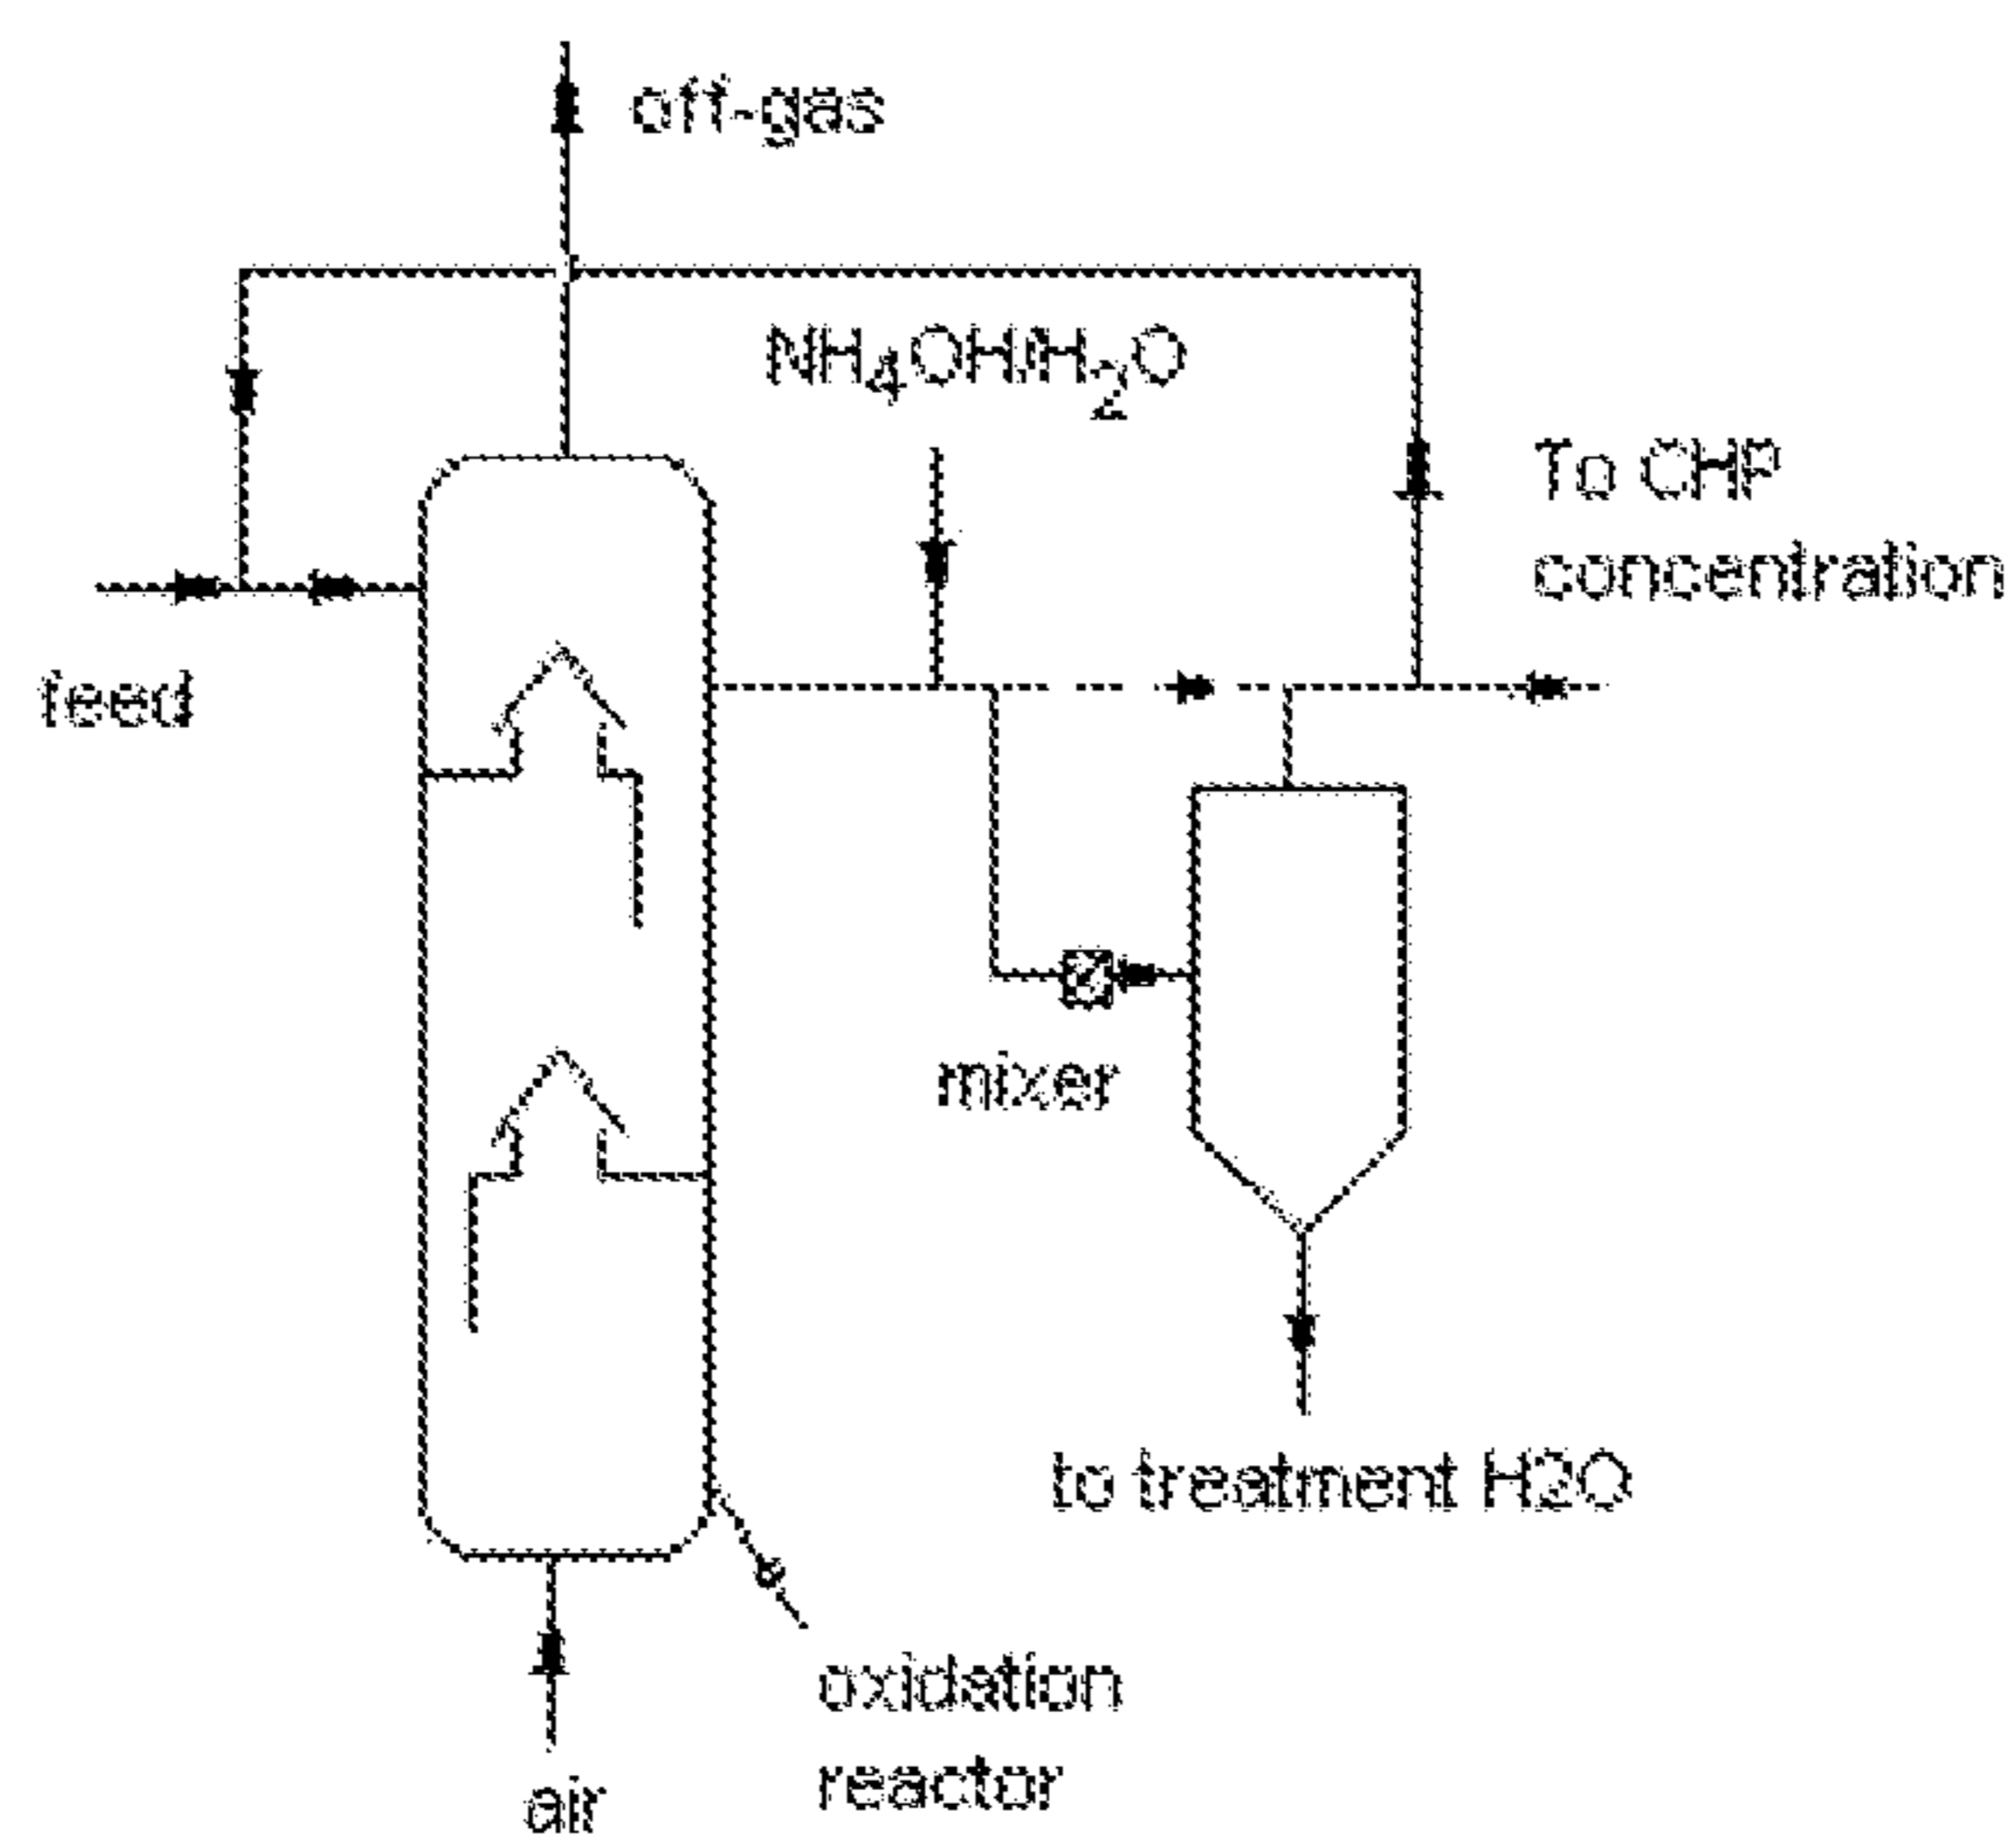 off-gas
NH4OH/H2O
To CHP
concentration
feed
mixer
to treatment H2O
oxidation
reactor
air